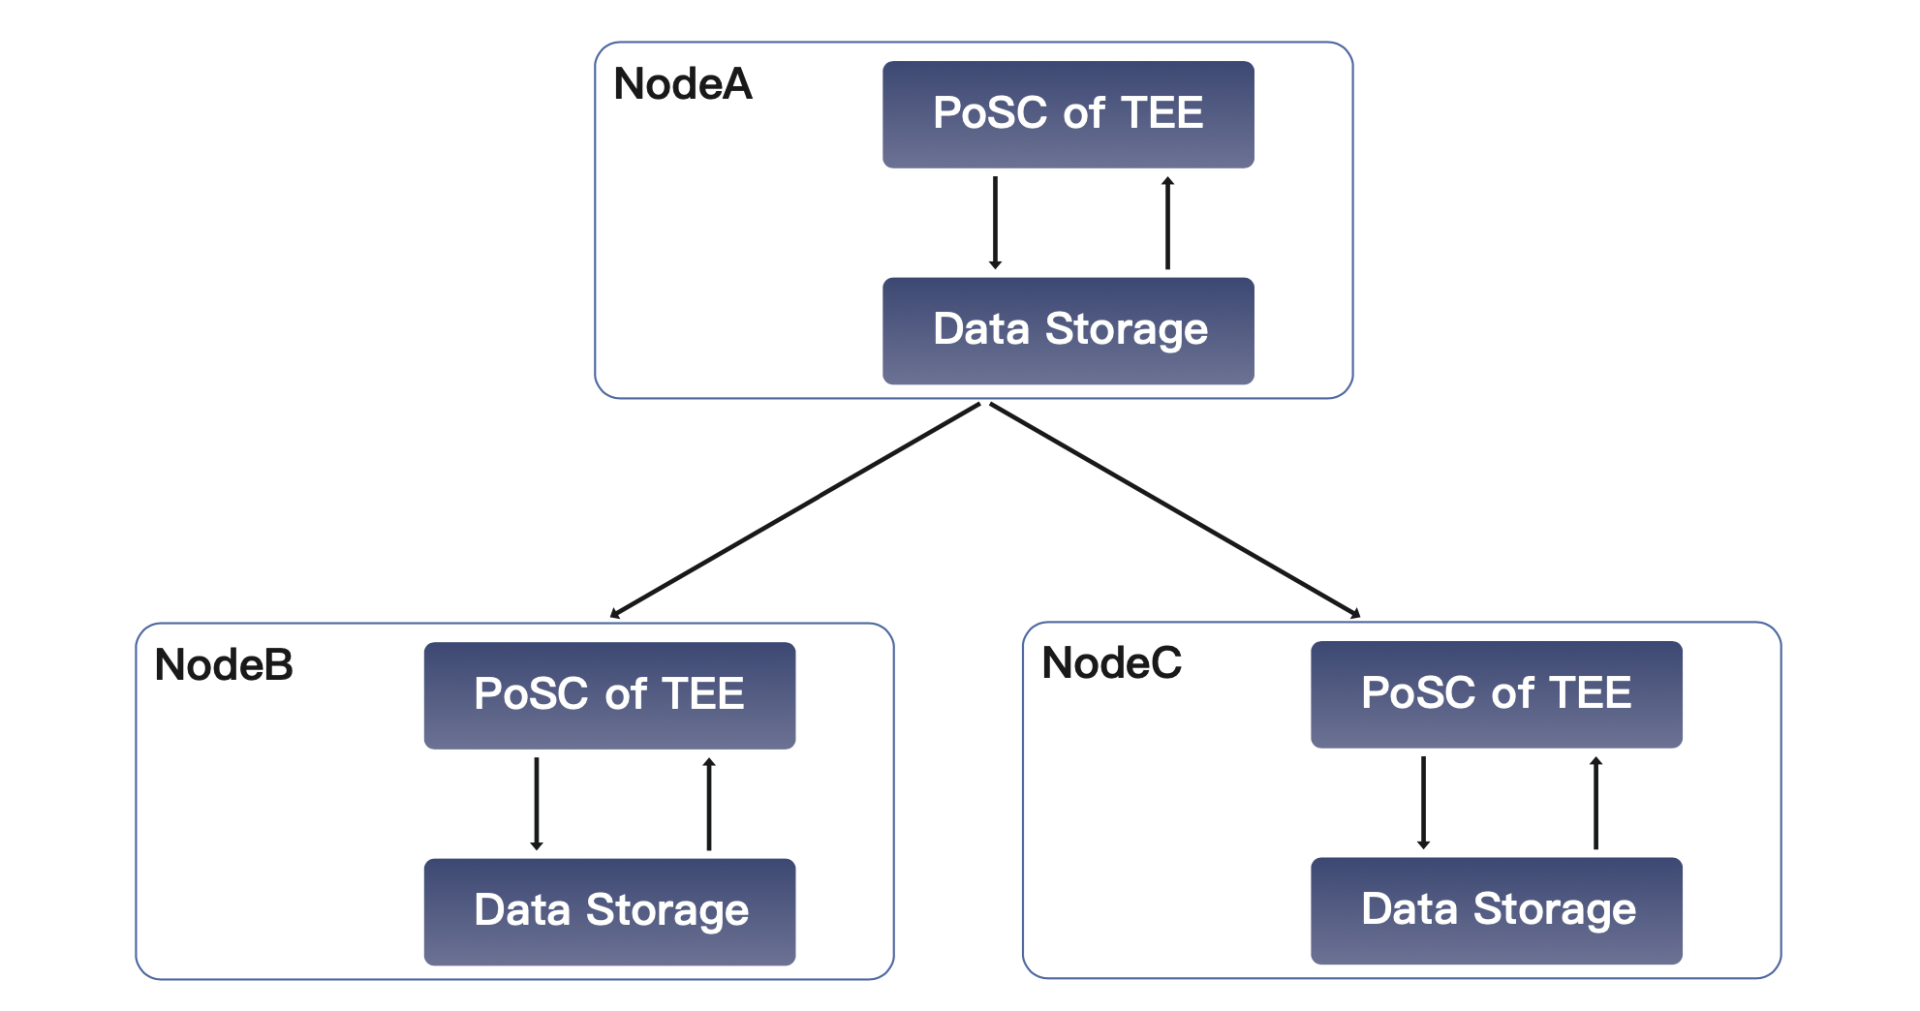 NodeA
PoSC of TEE
Data Storage
NodeB
PoSC of TEE
Data Storage
NodeC
PoSC of TEE
Data Storage